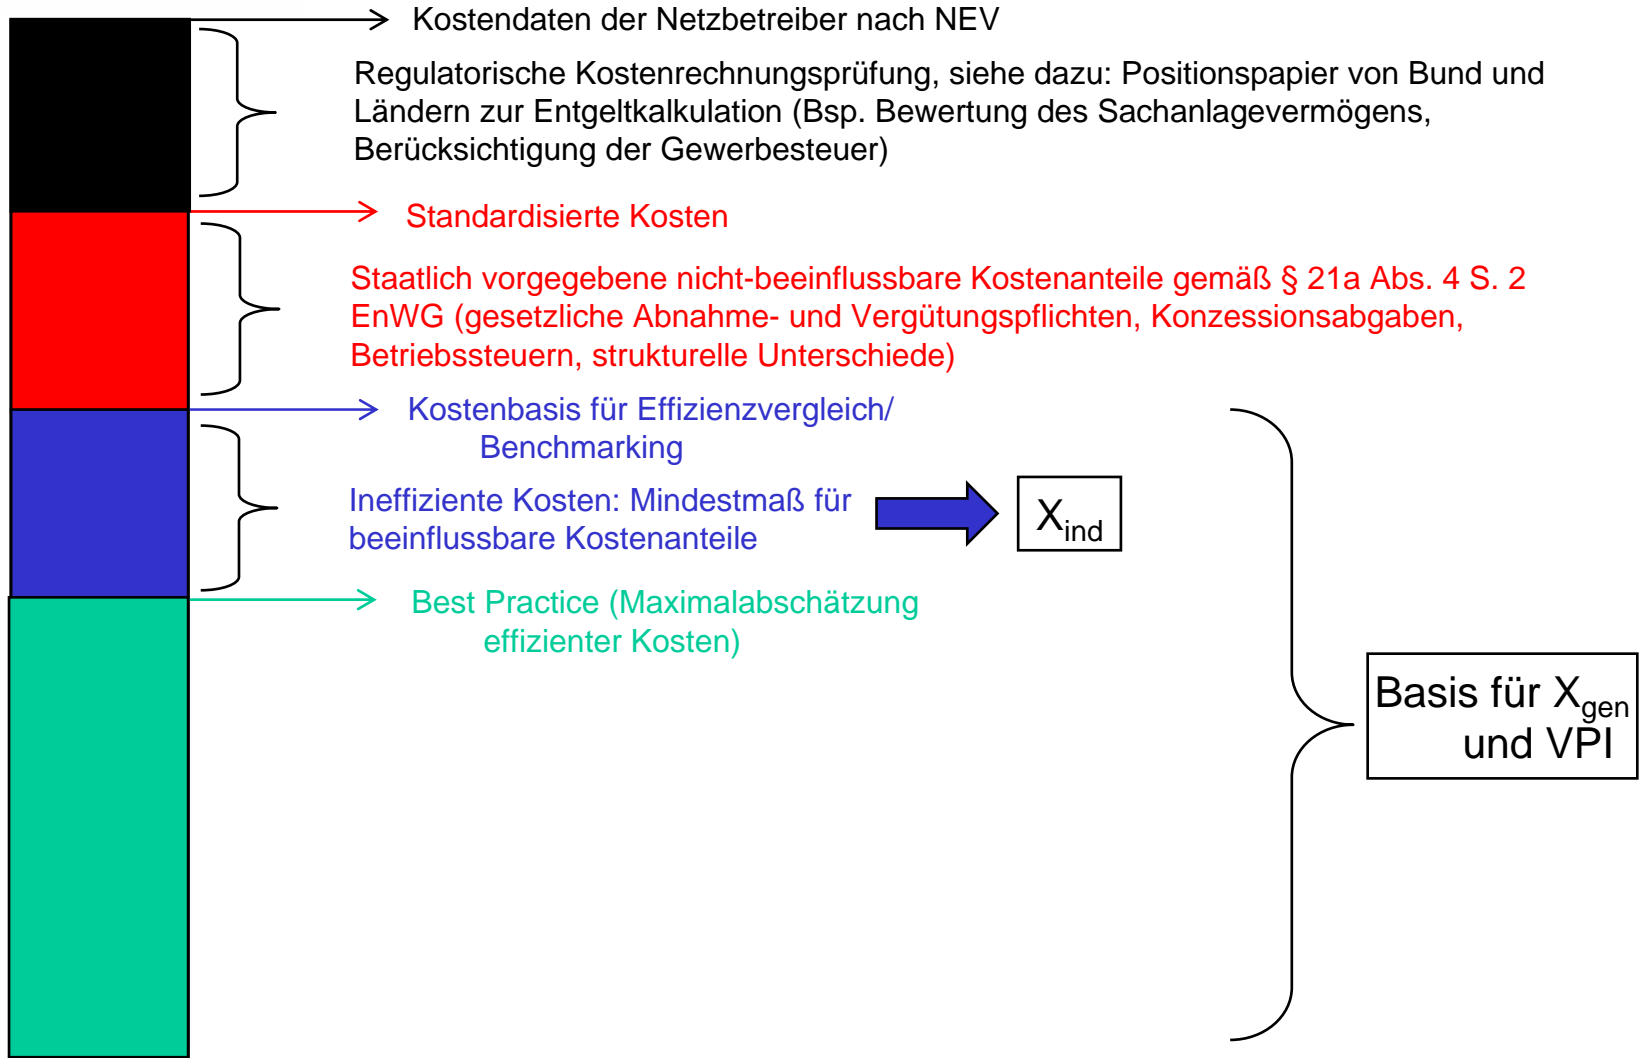 Kostendaten der Netzbetreiber nach NEV
Regulatorische Kostenrechnungsprüfung, siehe dazu: Positionspapier von Bund und
Ländern zur Entgeltkalkulation (Bsp. Bewertung des Sachanlagevermögens,
Berücksichtigung der Gewerbesteuer)
Standardisierte Kosten
Staatlich vorgegebene nicht-beeinflussbare Kostenanteile gemäß § 21a Abs. 4 S. 2
EnWG (gesetzliche Abnahme- und Vergütungspflichten, Konzessionsabgaben,
Betriebssteuern, strukturelle Unterschiede)
Kostenbasis für Effizienzvergleich/
Benchmarking
Ineffiziente Kosten: Mindestmaß für
beeinflussbare Kostenanteile
X_ind
Best Practice (Maximalabschätzung
effizienter Kosten)
Basis für X_gen
und VPI